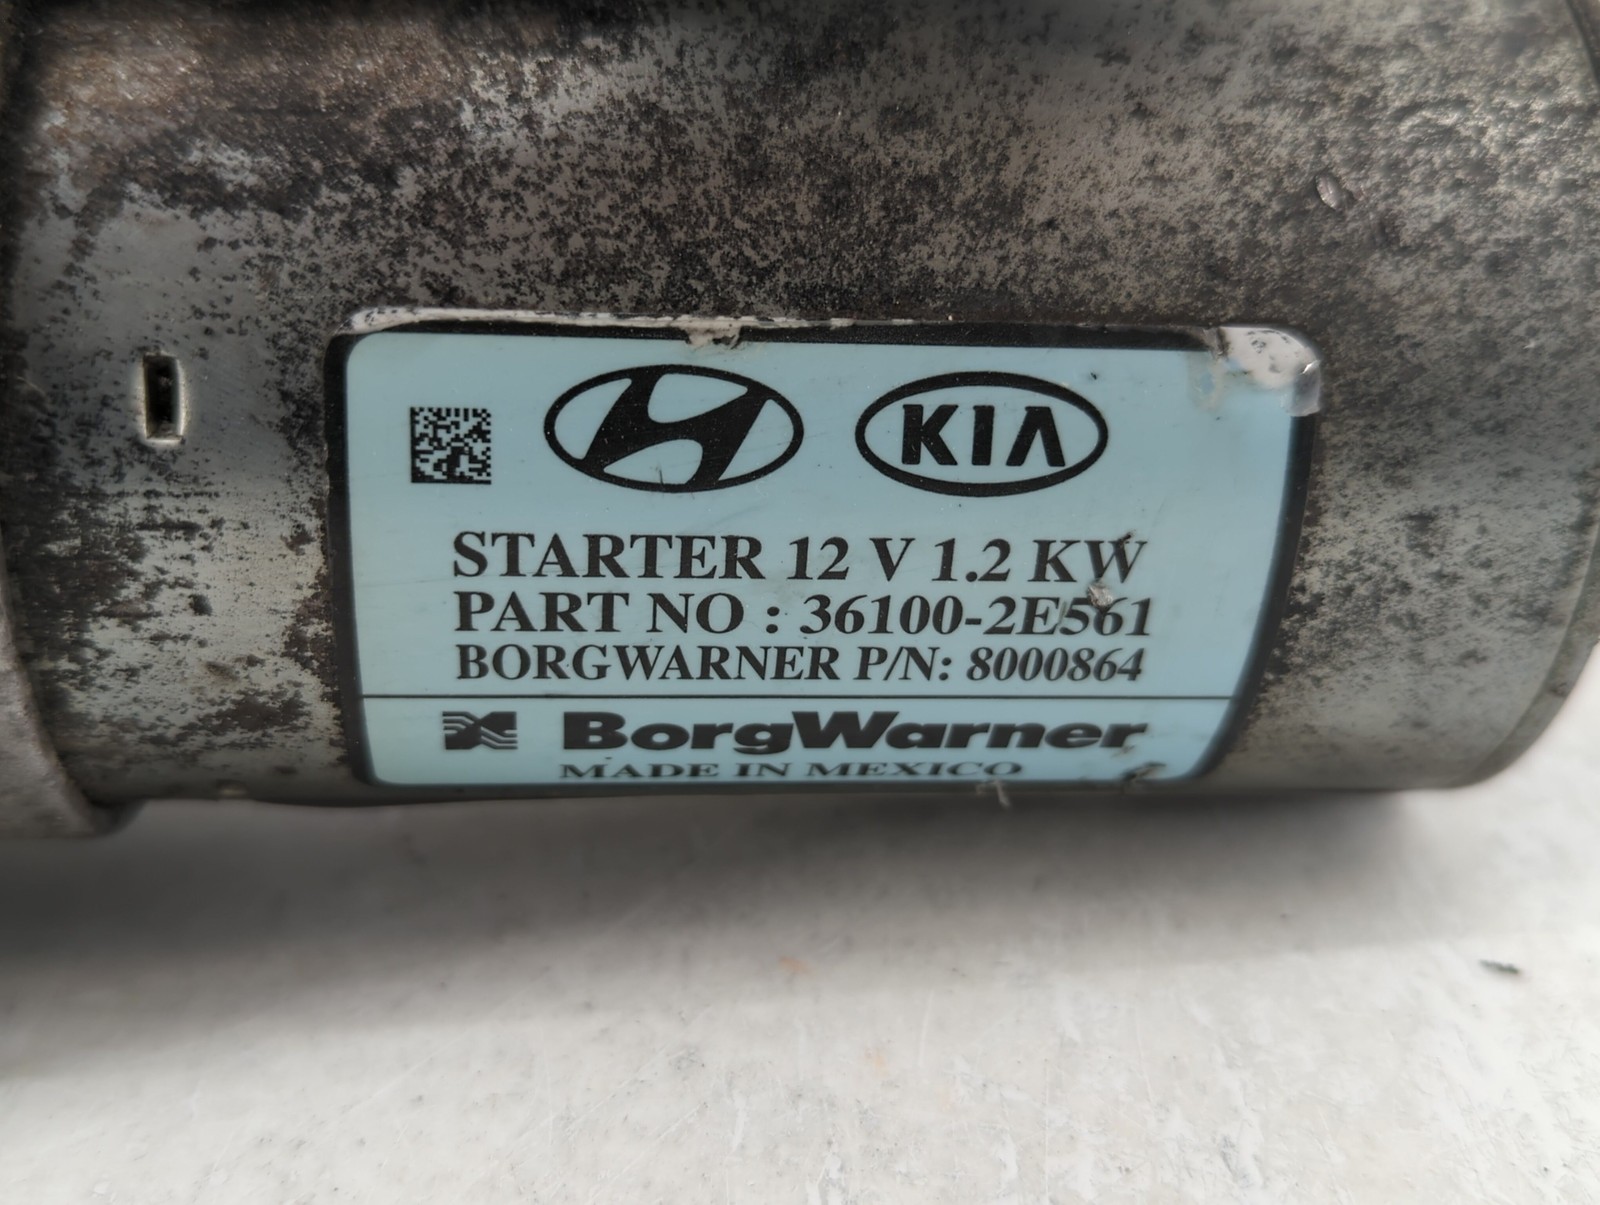 KIA
STARTER 12 V 1.2 KW
PART NO : 36100-2E561
BORGWARNER P/N: 8000864
BorgWarner
MADE IN MEXICO